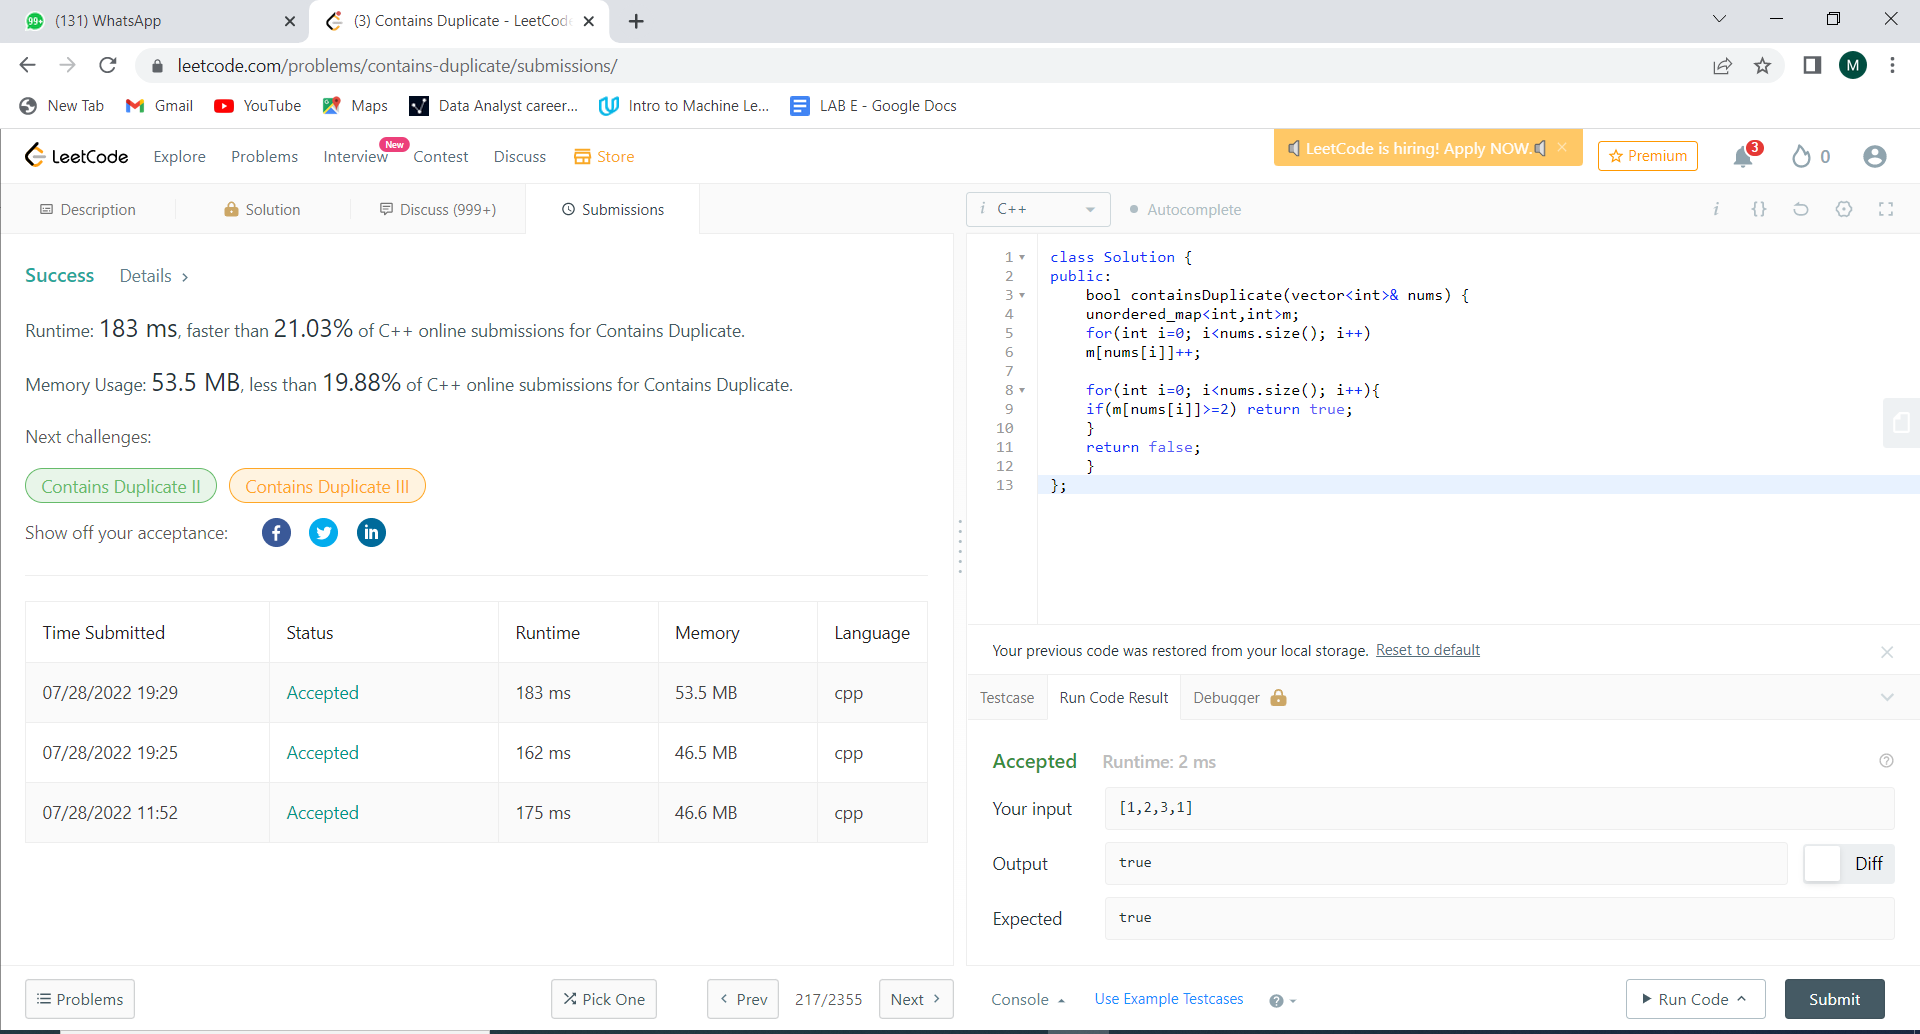 99+ (131) WhatsApp
(3) Contains Duplicate - LeetCod
leetcode.com/problems/contains-duplicate/submissions/
M
New Tab Gmail YouTube Maps Data Analyst career... Intro to Machine Le... LAB E - Google Docs
LeetCode Explore Problems Interview New Contest Discuss Store
LeetCode is hiring! Apply NOW.
Premium 3 0
Description Solution Discuss (999+) Submissions
i C++ Autocomplete i {}
Success Details >
Runtime: 183 ms, faster than 21.03% of C++ online submissions for Contains Duplicate.
Memory Usage: 53.5 MB, less than 19.88% of C++ online submissions for Contains Duplicate.
Next challenges:
Contains Duplicate II Contains Duplicate III
Show off your acceptance: f in
Time Submitted Status Runtime Memory Language
07/28/2022 19:29 Accepted 183 ms 53.5 MB cpp
07/28/2022 19:25 Accepted 162 ms 46.5 MB cpp
07/28/2022 11:52 Accepted 175 ms 46.6 MB cpp
1 class Solution {
2 public:
3 bool containsDuplicate(vector<int>& nums) {
4 unordered_map<int,int>m;
5 for(int i=0; i<nums.size(); i++)
6 m[nums[i]]++;
7
8 for(int i=0; i<nums.size(); i++){
9 if(m[nums[i]]>=2) return true;
10 }
11 return false;
12 }
13 };
Your previous code was restored from your local storage. Reset to default
Testcase Run Code Result Debugger
Accepted Runtime: 2 ms
Your input [1,2,3,1]
Output true Diff
Expected true
Problems Pick One < Prev 217/2355 Next >
Console Use Example Testcases ? Run Code Submit